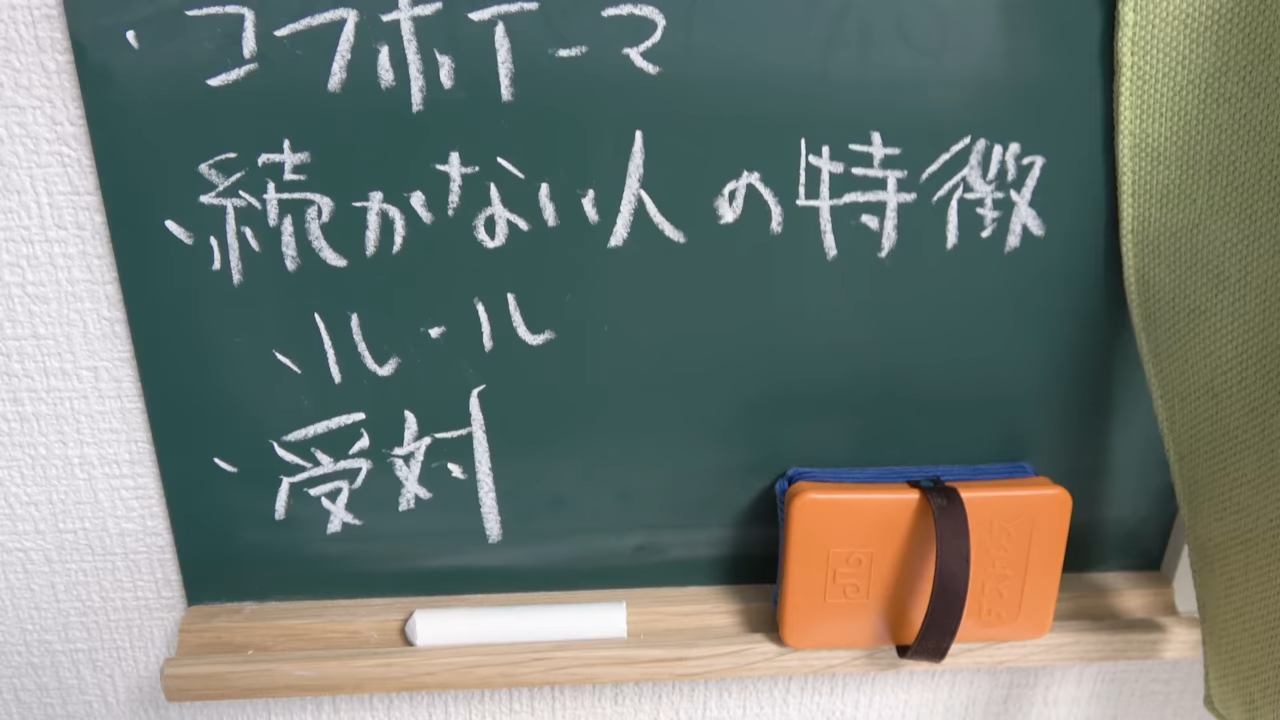 ・コラボテーマ
・続かない人の特徴
・ルール
・受対